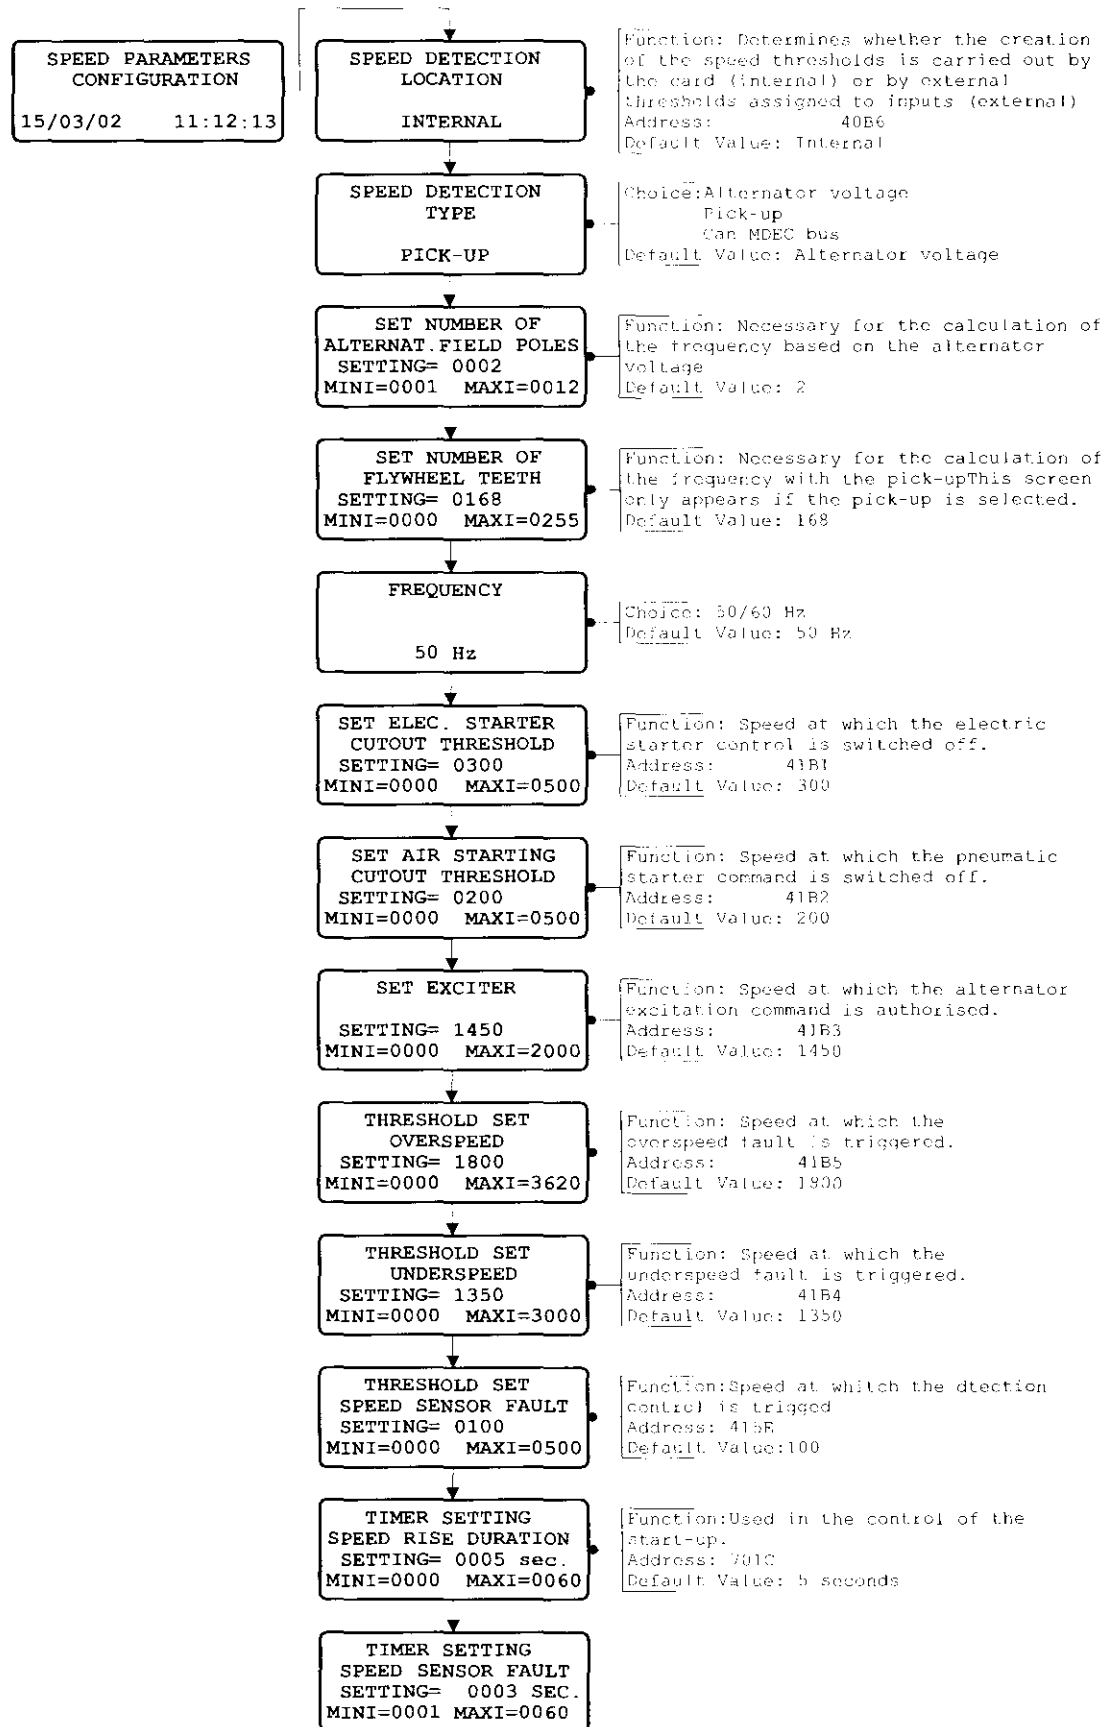 SPEED PARAMETERS
CONFIGURATION
15/03/02 11:12:13
SPEED DETECTION
LOCATION
INTERNAL
Function: Determines whether the creation
of the speed thresholds is carried out by
the card (internal) or by external
thresholds assigned to inputs (external)
Address: 40B6
Default Value: Internal
SPEED DETECTION
TYPE
PICK-UP
Choice:Alternator voltage
Pick-up
Can MDEC bus
Default Value: Alternator voltage
SET NUMBER OF
ALTERNAT.FIELD POLES
SETTING= 0002
MINI=0001 MAXI=0012
Function: Necessary for the calculation of
the frequency based on the alternator
voltage
Default Value: 2
SET NUMBER OF
FLYWHEEL TEETH
SETTING= 0168
MINI=0000 MAXI=0255
Function: Necessary for the calculation of
the frequency with the pick-upThis screen
only appears if the pick-up is selected.
Default Value: 168
FREQUENCY
50 Hz
Choice: 50/60 Hz
Default Value: 50 Hz
SET ELEC. STARTER
CUTOUT THRESHOLD
SETTING= 0300
MINI=0000 MAXI=0500
Function: Speed at which the electric
starter control is switched off.
Address: 41B1
Default Value: 300
SET AIR STARTING
CUTOUT THRESHOLD
SETTING= 0200
MINI=0000 MAXI=0500
Function: Speed at which the pneumatic
starter command is switched off.
Address: 41B2
Default Value: 200
SET EXCITER
SETTING= 1450
MINI=0000 MAXI=2000
Function: Speed at which the alternator
excitation command is authorised.
Address: 41B3
Default Value: 1450
THRESHOLD SET
OVERSPEED
SETTING= 1800
MINI=0000 MAXI=3620
Function: Speed at which the
overspeed fault is triggered.
Address: 41B5
Default Value: 1800
THRESHOLD SET
UNDERSPEED
SETTING= 1350
MINI=0000 MAXI=3000
Function: Speed at which the
underspeed fault is triggered.
Address: 41B4
Default Value: 1350
THRESHOLD SET
SPEED SENSOR FAULT
SETTING= 0100
MINI=0000 MAXI=0500
Function:Speed at whitch the dtection
control is trigged
Address: 415E
Default Value:100
TIMER SETTING
SPEED RISE DURATION
SETTING= 0005 sec.
MINI=0000 MAXI=0060
Function:Used in the control of the
start-up.
Address: 701C
Default Value: 5 seconds
TIMER SETTING
SPEED SENSOR FAULT
SETTING= 0003 SEC.
MINI=0001 MAXI=0060